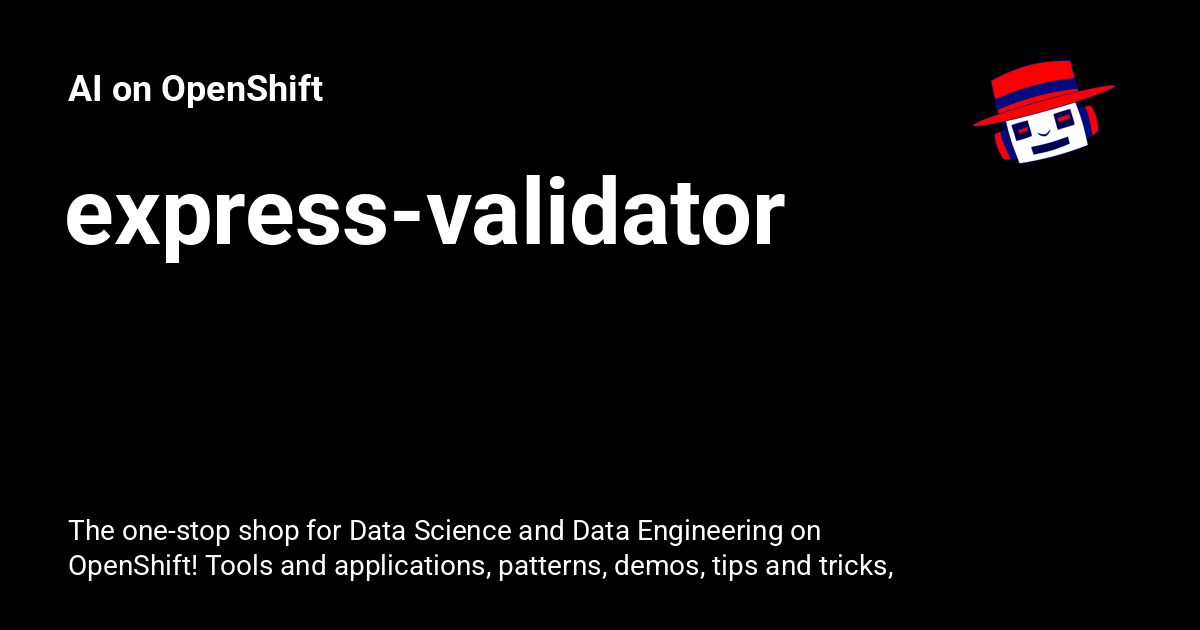 AI on OpenShift
express-validator
The one-stop shop for Data Science and Data Engineering on
OpenShift! Tools and applications, patterns, demos, tips and tricks,